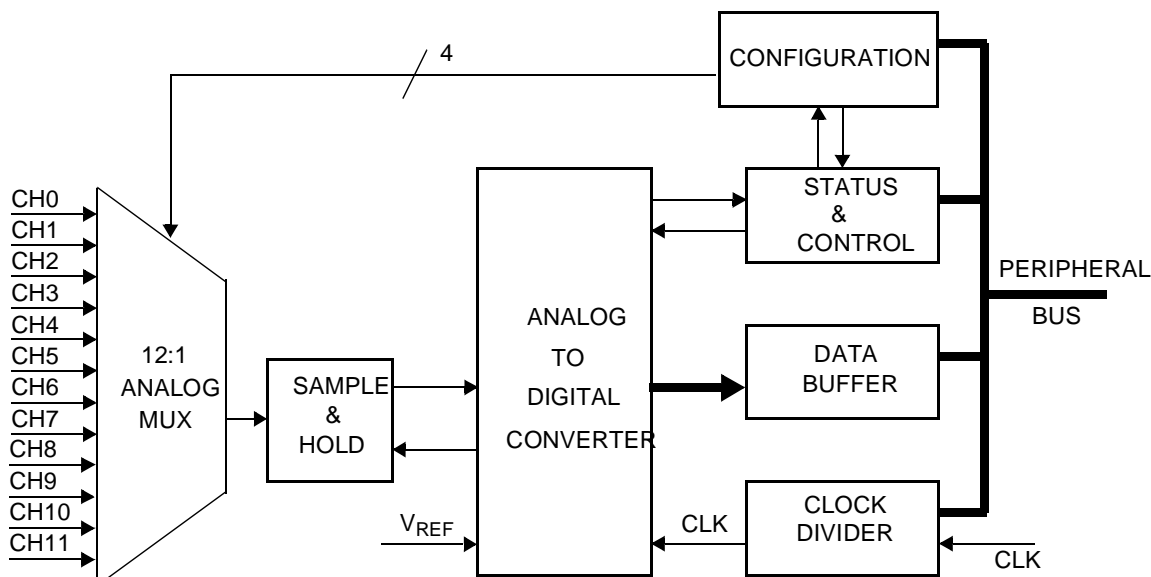 4
CONFIGURATION
STATUS
&
CONTROL
PERIPHERAL
BUS
CH0
CH1
CH2
CH3
CH4
CH5
CH6
CH7
CH8
CH9
CH10
CH11
12:1
ANALOG
MUX
SAMPLE
&
HOLD
ANALOG
TO
DIGITAL
CONVERTER
DATA
BUFFER
VREF
CLK
CLOCK
DIVIDER
CLK